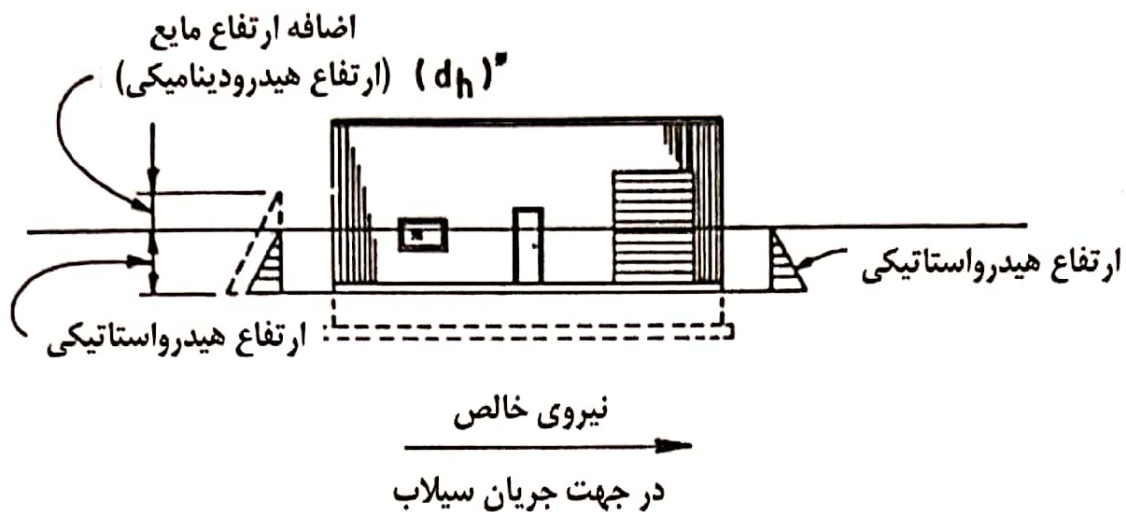 اضافه ارتفاع مایع
(ارتفاع هیدرودینامیکی) (dh)*
ارتفاع هیدرواستاتیکی
ارتفاع هیدرواستاتیکی
نیروی خالص
در جهت جریان سیلاب